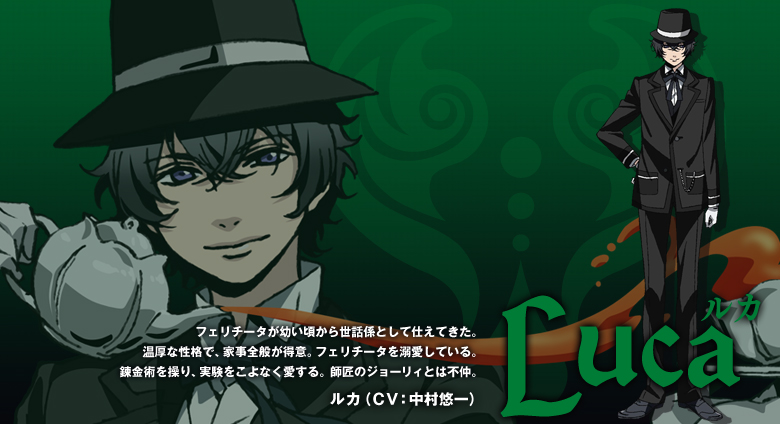 フェリチータが幼い頃から世話係として仕えてきた。
温厚な性格で、家事全般が得意。フェリチータを溺愛している。
錬金術を操り、実験をこよなく愛する。師匠のジョーリィとは不仲。
ルカ（CV：中村悠一）
ルカ
Luca